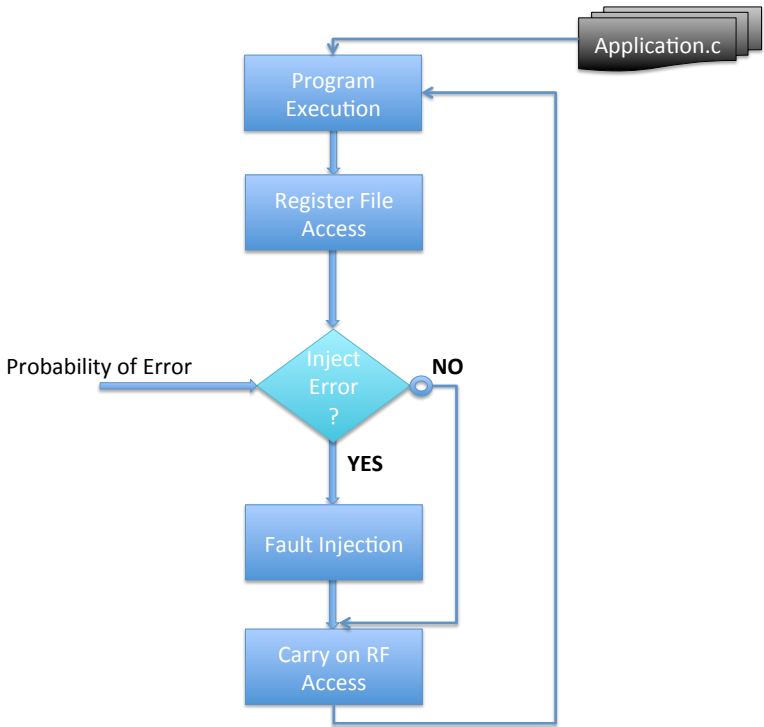 Application.c
Program
Execution
Register File
Access
Probability of Error
Inject
Error
?
NO
YES
Fault Injection
Carry on RF
Access